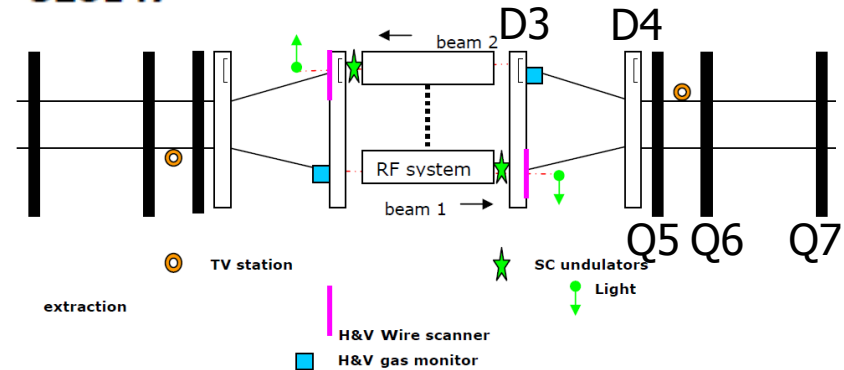 D3 D4
beam 2
RF system
beam 1
Q5 Q6 Q7
TV station
SC undulators
Light
extraction
H&V Wire scanner
H&V gas monitor